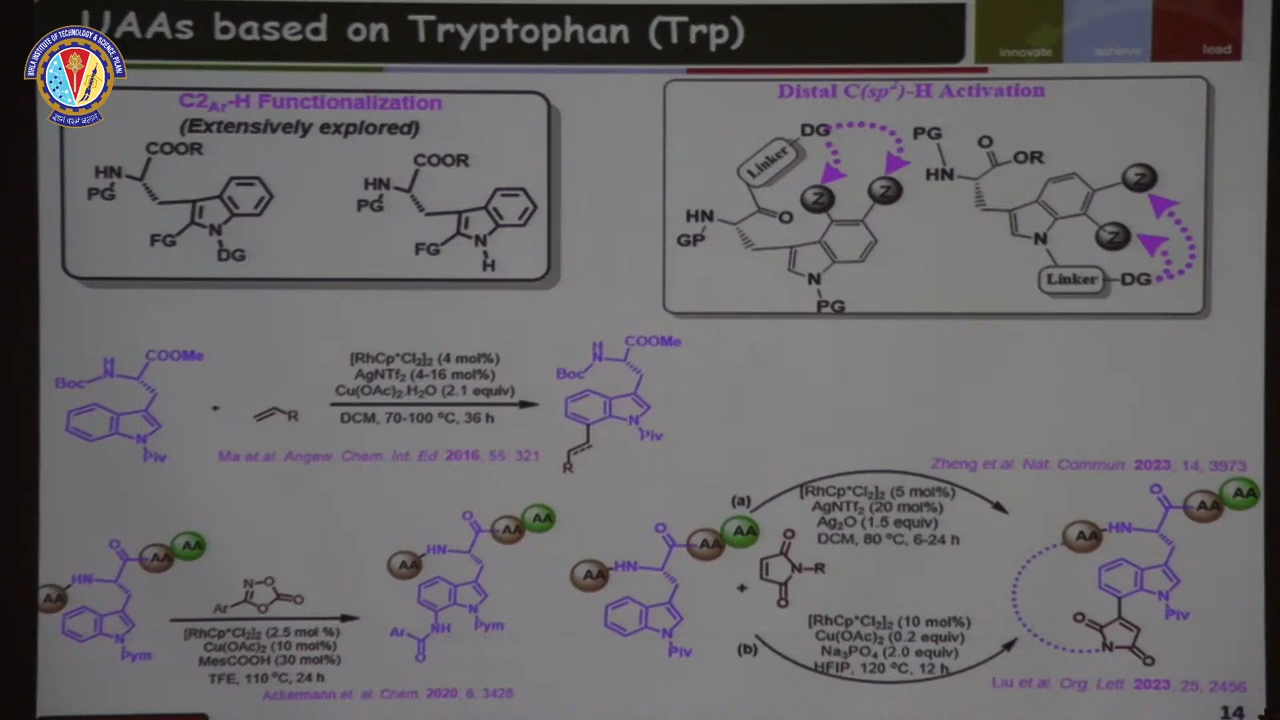 UAAs based on Tryptophan (Trp)
innovate achieve lead
BIRLA INSTITUTE OF TECHNOLOGY & SCIENCE PILANI
C2Ar-H Functionalization
(Extensively explored)
COOR
HN
PG
FG
N
DG
COOR
HN
PG
FG
N
H
Distal C(sp²)-H Activation
DG
Linker
Z
Z
HN
GP
O
N
PG
PG
HN
O
OR
Z
Z
N
Linker
DG
H
N
Boc
COOMe
N
Piv
+
R
[RhCp*Cl2]2 (4 mol%)
AgNTf2 (4-16 mol%)
Cu(OAc)2.H2O (2.1 equiv)
DCM, 70-100 °C, 36 h
H
N
Boc
COOMe
N
Piv
R
Ma et al. Angew. Chem. Int. Ed. 2016, 55, 321
AA
HN
O
AA
AA
N
Pym
N
O
O
O
Ar
[RhCp*Cl2]2 (2.5 mol %)
Cu(OAc)2 (10 mol%)
MesCOOH (30 mol%)
TFE, 110 °C, 24 h
AA
HN
O
AA
AA
N
Pym
NH
Ar
O
Ackermann et. al. Chem. 2020, 6, 3428
AA
HN
O
AA
AA
N
Piv
+
O
N-R
O
(a)
[RhCp*Cl2]2 (5 mol%)
AgNTf2 (20 mol%)
Ag2O (1.5 equiv)
DCM, 80 °C, 6-24 h
(b)
[RhCp*Cl2]2 (10 mol%)
Cu(OAc)2 (0.2 equiv)
Na3PO4 (2.0 equiv)
HFIP, 120 °C, 12 h
Zheng et al. Nat. Commun. 2023, 14, 3973
AA
HN
O
AA
AA
N
Piv
O
N
O
Liu et al. Org. Lett. 2023, 25, 2456
14